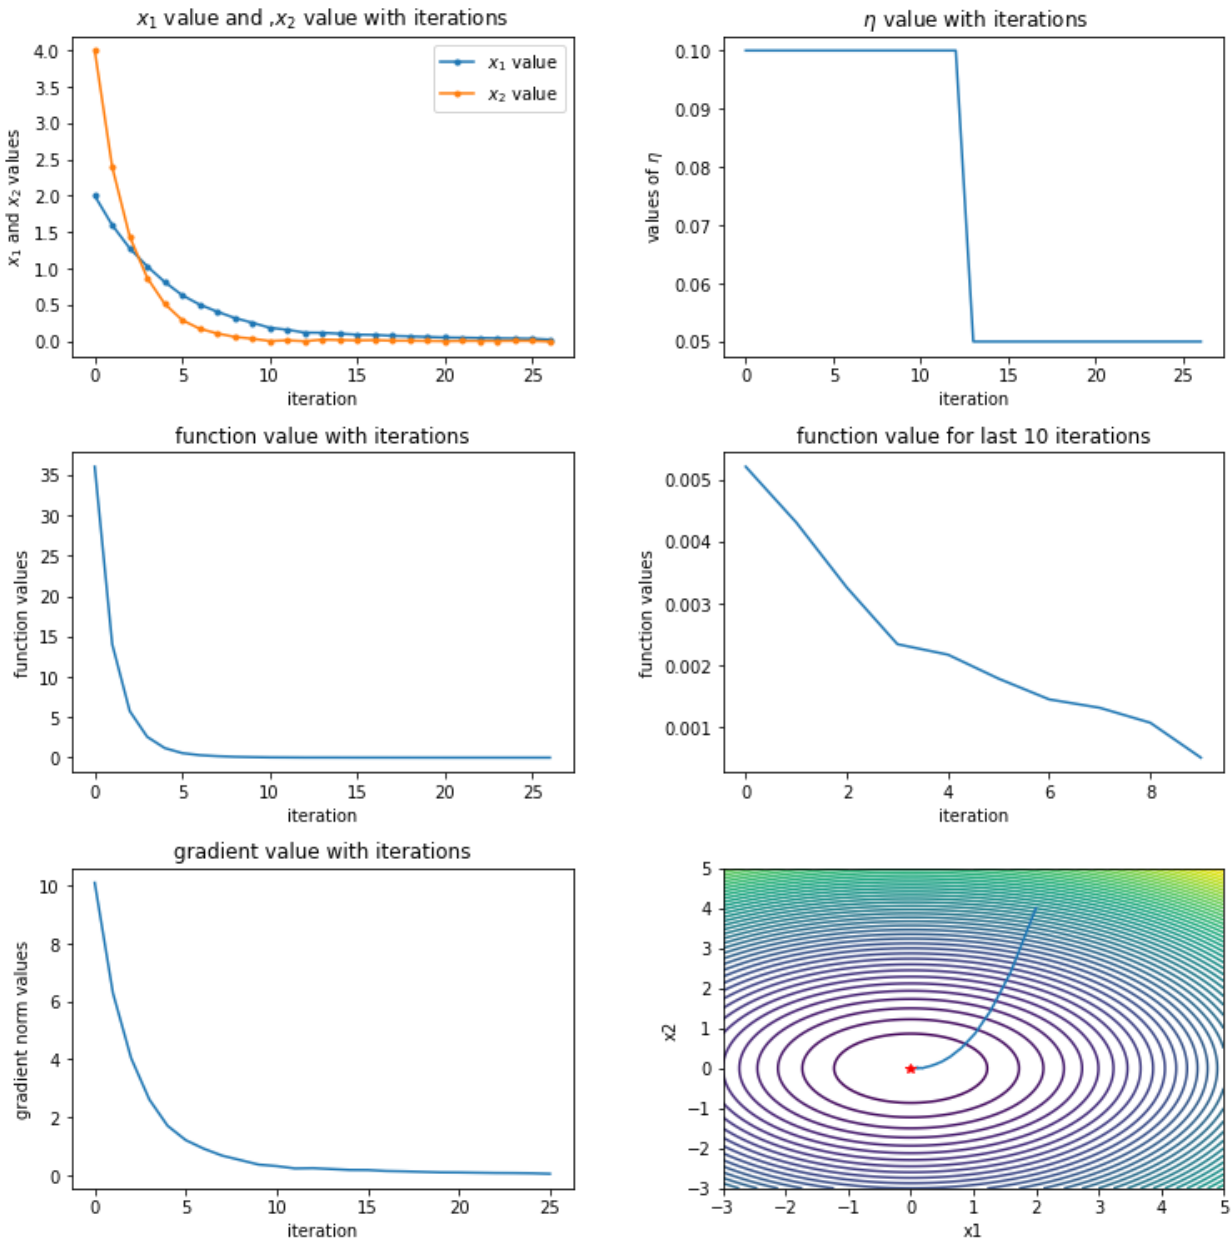 x₁ value and ,x₂ value with iterations
x₁ and x₂ values
4.0
3.5
3.0
2.5
2.0
1.5
1.0
0.5
0.0
x₁ value
x₂ value
0 5 10 15 20 25
iteration
η value with iterations
values of η
0.10
0.09
0.08
0.07
0.06
0.05
0 5 10 15 20 25
iteration
function value with iterations
function values
35
30
25
20
15
10
5
0
0 5 10 15 20 25
iteration
function value for last 10 iterations
function values
0.005
0.004
0.003
0.002
0.001
0 2 4 6 8
iteration
gradient value with iterations
gradient norm values
10
8
6
4
2
0
0 5 10 15 20 25
iteration
x2
5
4
3
2
1
0
−1
−2
−3
−3 −2 −1 0 1 2 3 4 5
x1